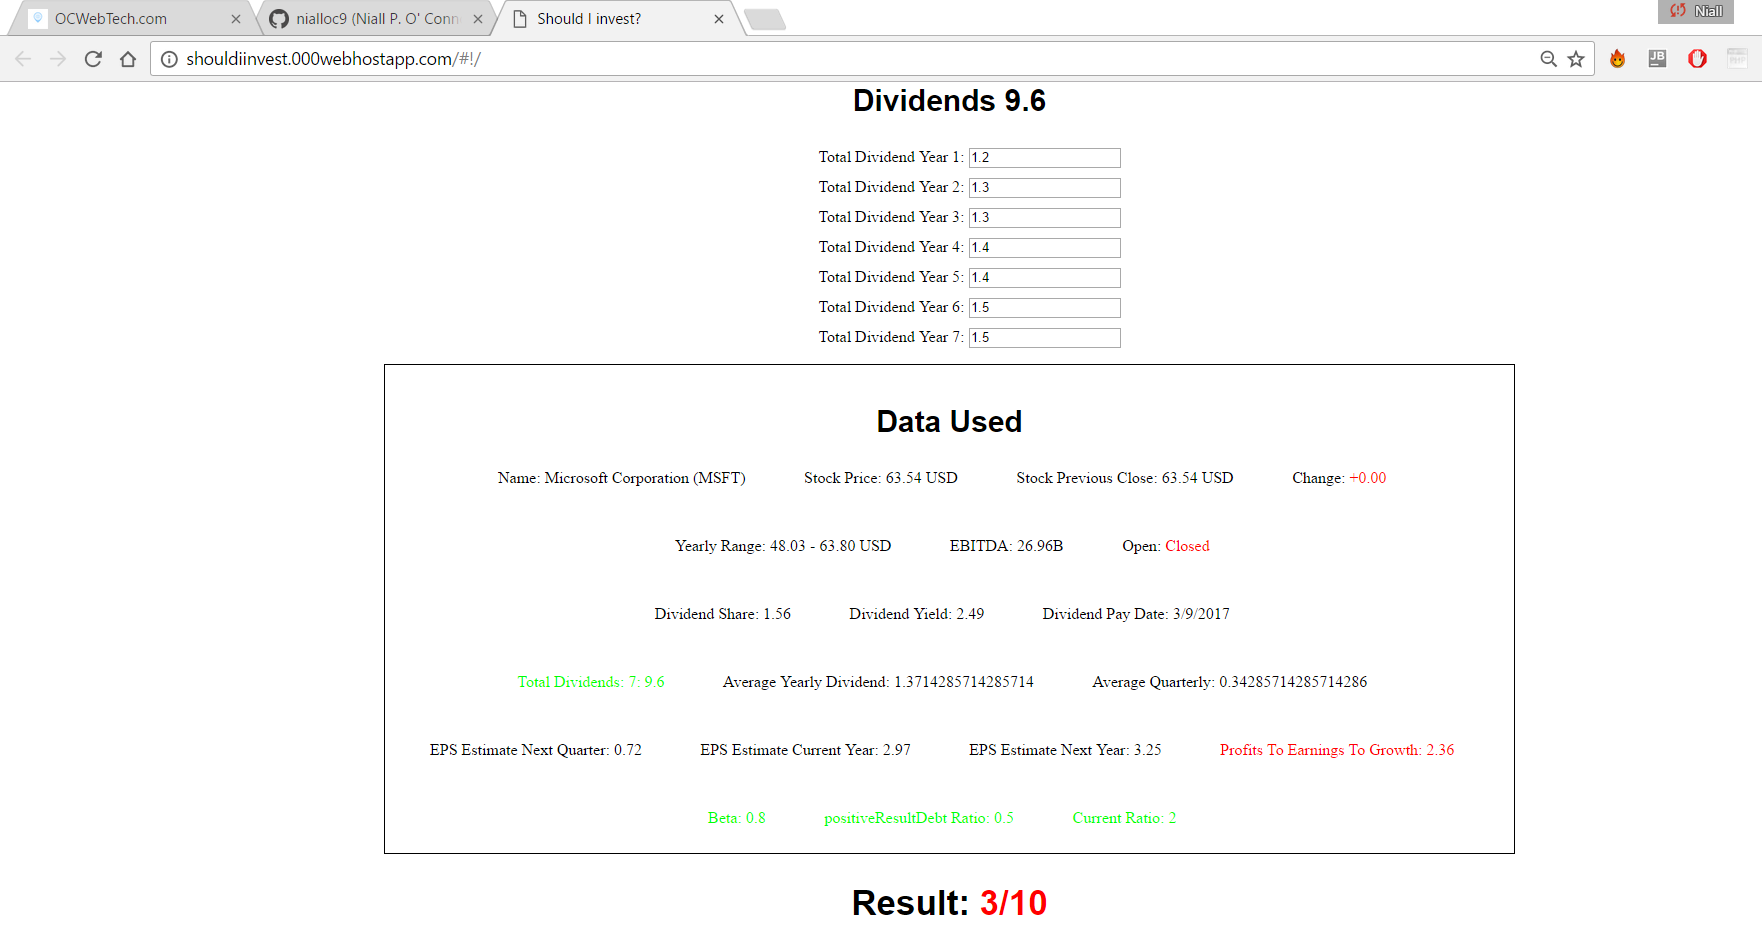 OCWebTech.com
nialloc9 (Niall P. O' Conn
Should I invest?
Niall
shouldiinvest.000webhostapp.com/#!/
JB
Dividends 9.6
Total Dividend Year 1: 1.2
Total Dividend Year 2: 1.3
Total Dividend Year 3: 1.3
Total Dividend Year 4: 1.4
Total Dividend Year 5: 1.4
Total Dividend Year 6: 1.5
Total Dividend Year 7: 1.5
Data Used
Name: Microsoft Corporation (MSFT) Stock Price: 63.54 USD Stock Previous Close: 63.54 USD Change: +0.00
Yearly Range: 48.03 - 63.80 USD EBITDA: 26.96B Open: Closed
Dividend Share: 1.56 Dividend Yield: 2.49 Dividend Pay Date: 3/9/2017
Total Dividends: 7: 9.6 Average Yearly Dividend: 1.3714285714285714 Average Quarterly: 0.34285714285714286
EPS Estimate Next Quarter: 0.72 EPS Estimate Current Year: 2.97 EPS Estimate Next Year: 3.25 Profits To Earnings To Growth: 2.36
Beta: 0.8 positiveResultDebt Ratio: 0.5 Current Ratio: 2
Result: 3/10